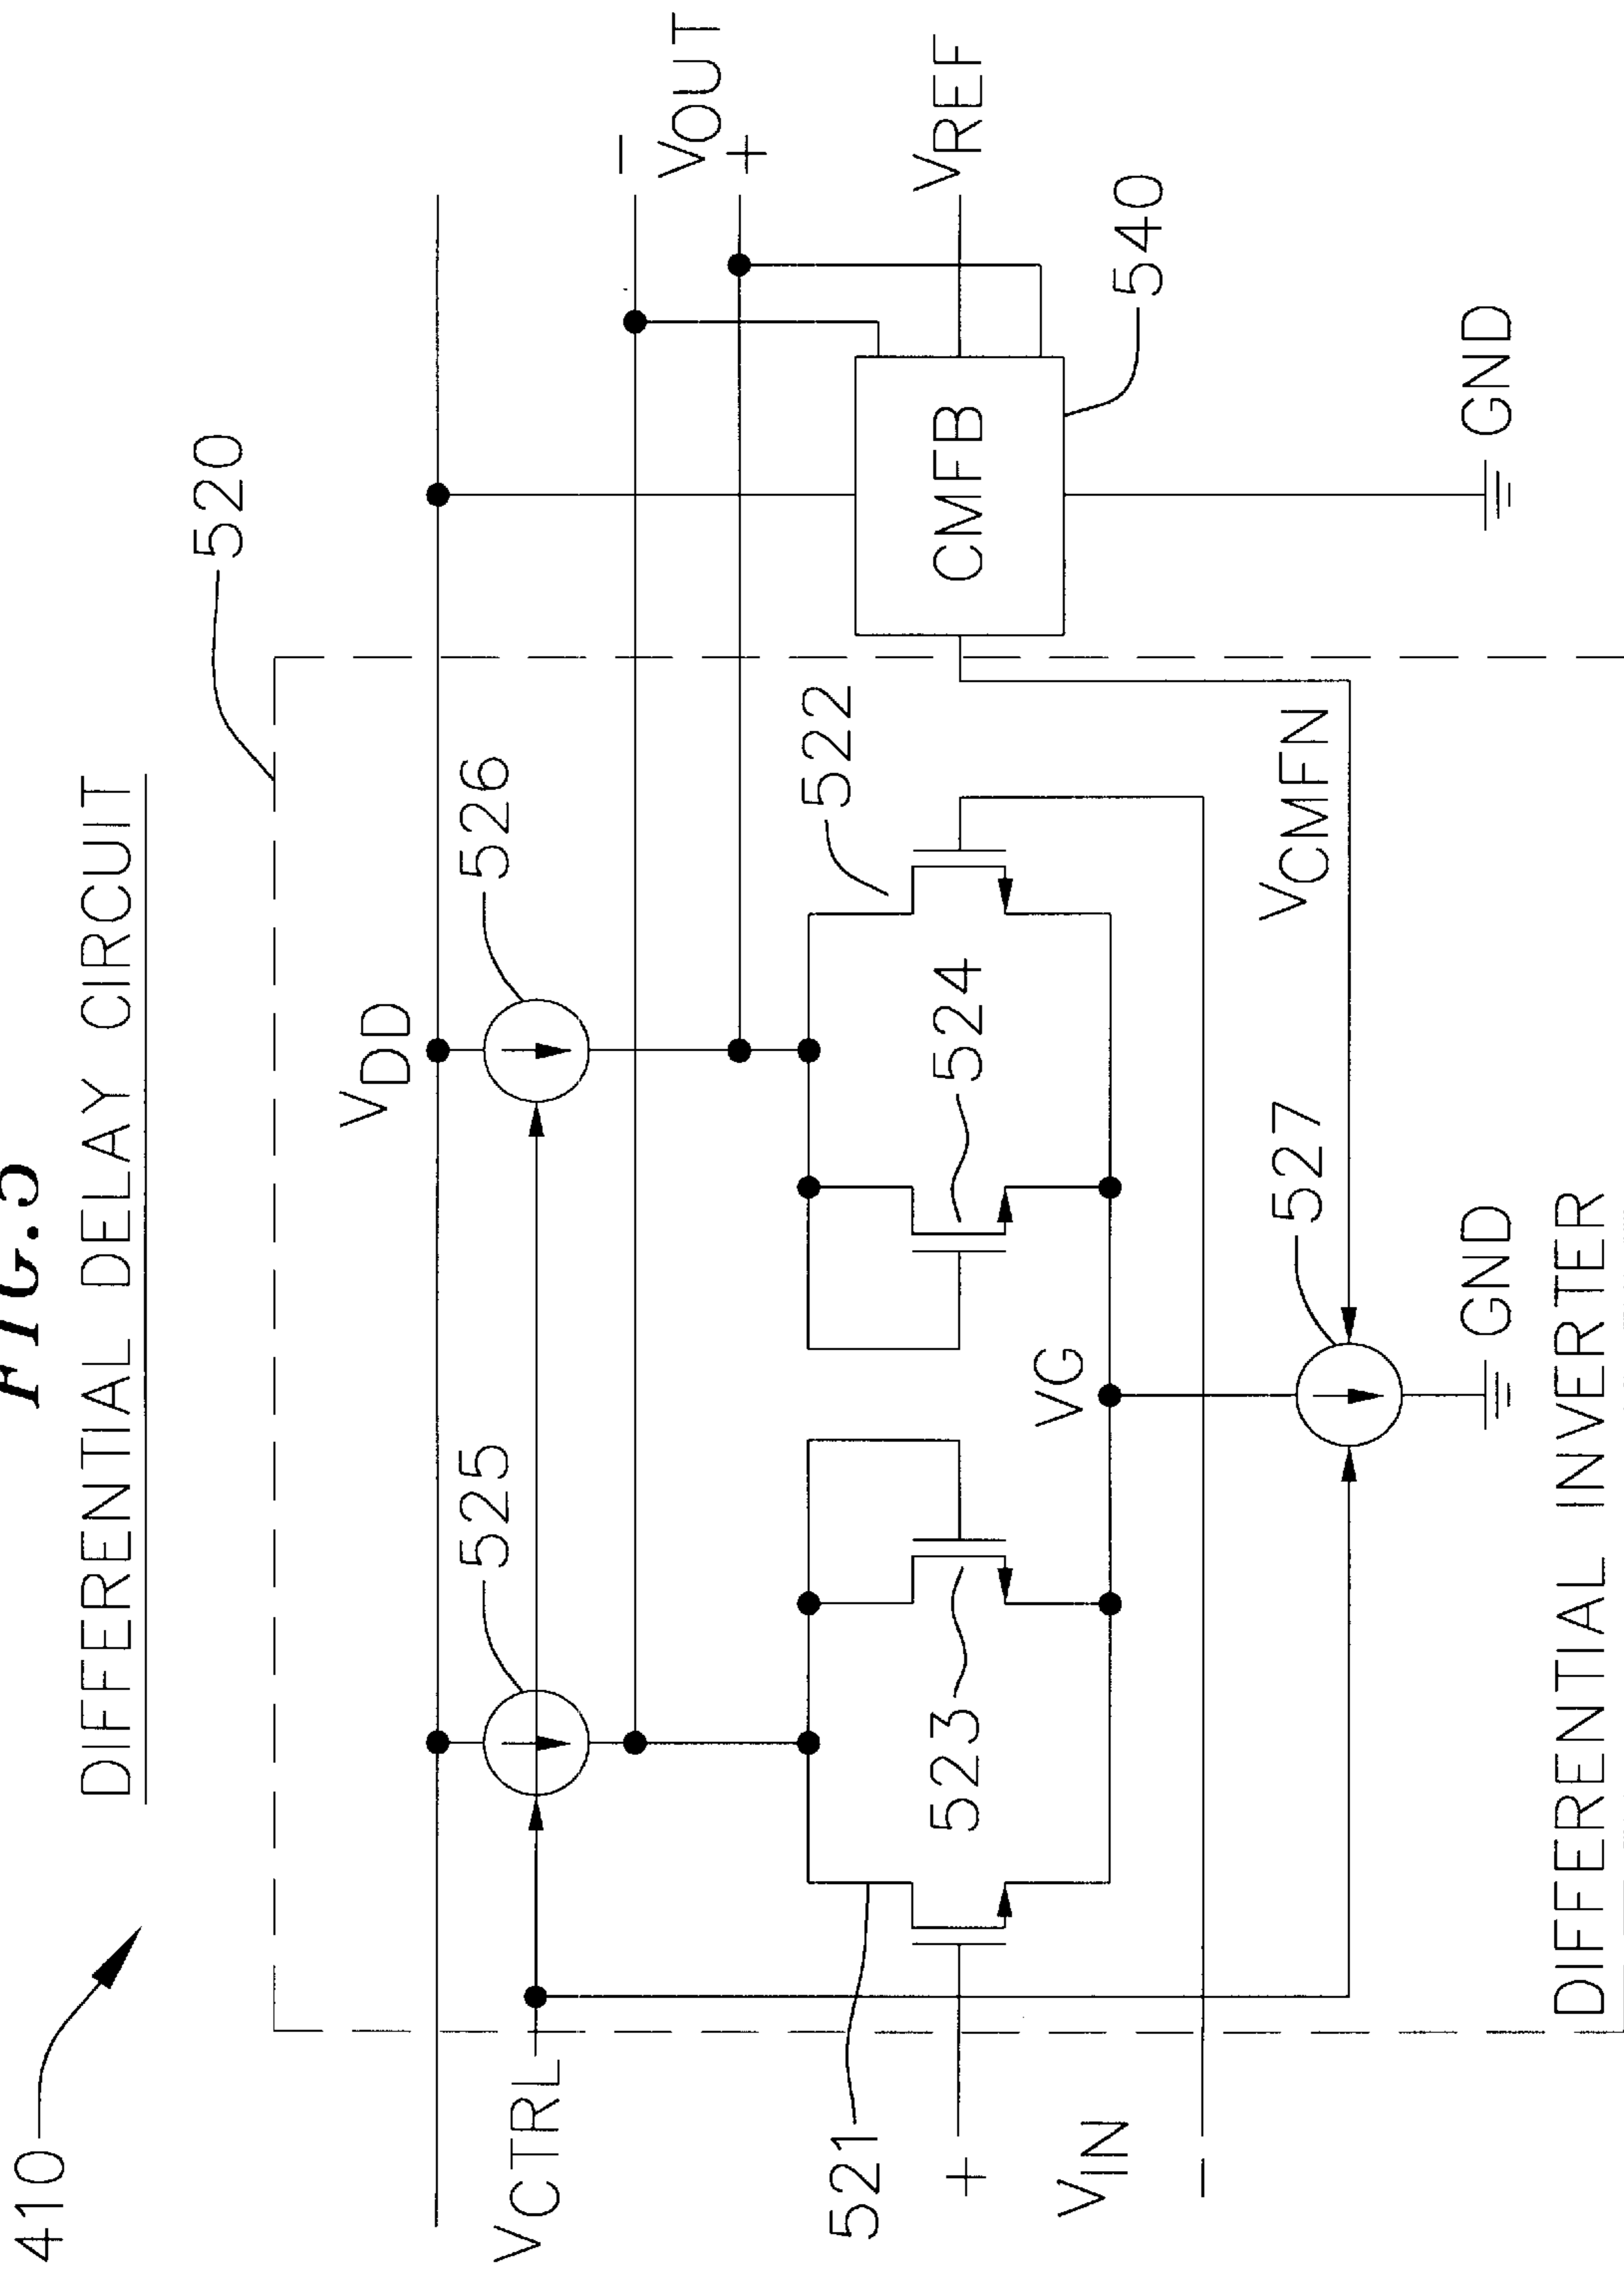 FIG.5
DIFFERENTIAL DELAY CIRCUIT
410
520
VDD
VCTRL
525
526
− VOUT +
521
523
524
522
+ VIN −
VG
CMFB
VREF
540
VCMFN
527
GND
GND
DIFFERENTIAL INVERTER